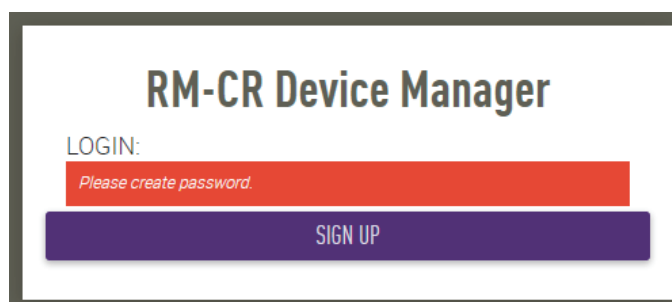 RM-CR Device Manager
LOGIN:
Please create password.
SIGN UP